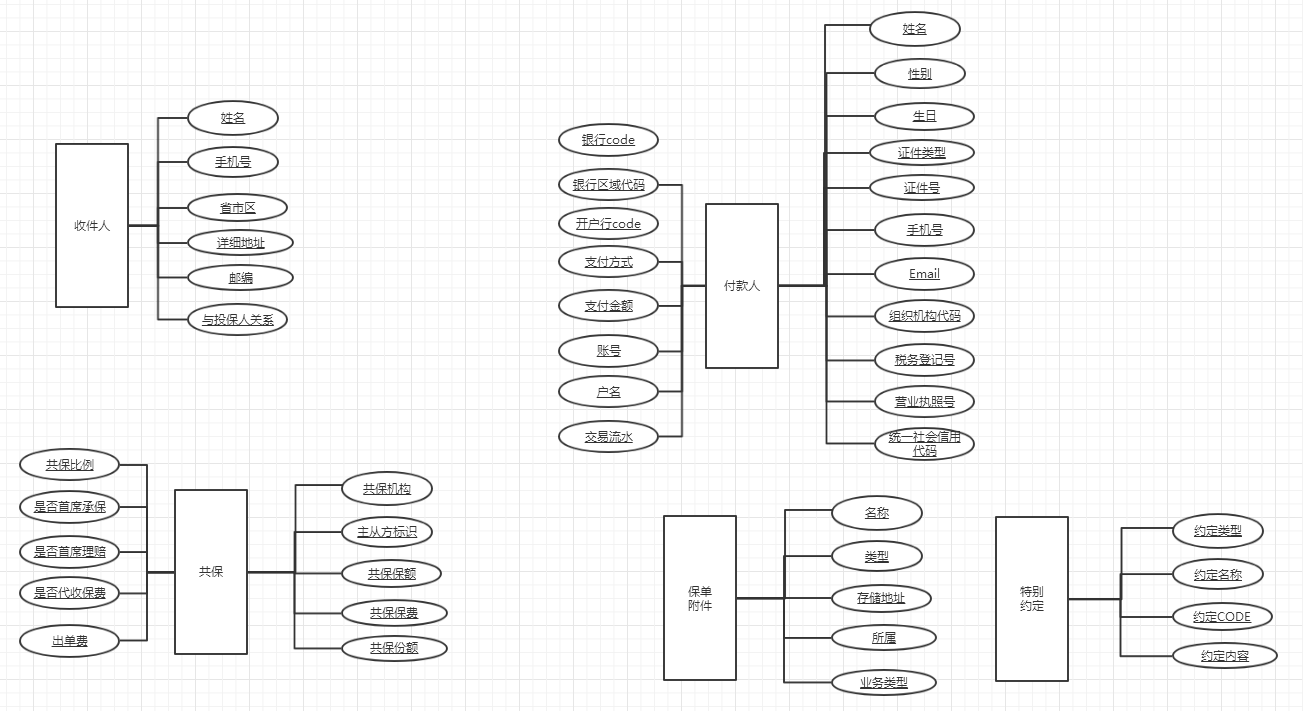 收件人
姓名
手机号
省市区
详细地址
邮编
与投保人关系
银行code
银行区域代码
开户行code
支付方式
支付金额
账号
户名
交易流水
付款人
姓名
性别
生日
证件类型
证件号
手机号
Email
组织机构代码
税务登记号
营业执照号
统一社会信用
代码
共保比例
是否首席承保
是否首席理赔
是否代收保费
出单费
共保
共保机构
主从方标识
共保保额
共保保费
共保份额
保单
附件
名称
类型
存储地址
所属
业务类型
特别
约定
约定类型
约定名称
约定CODE
约定内容